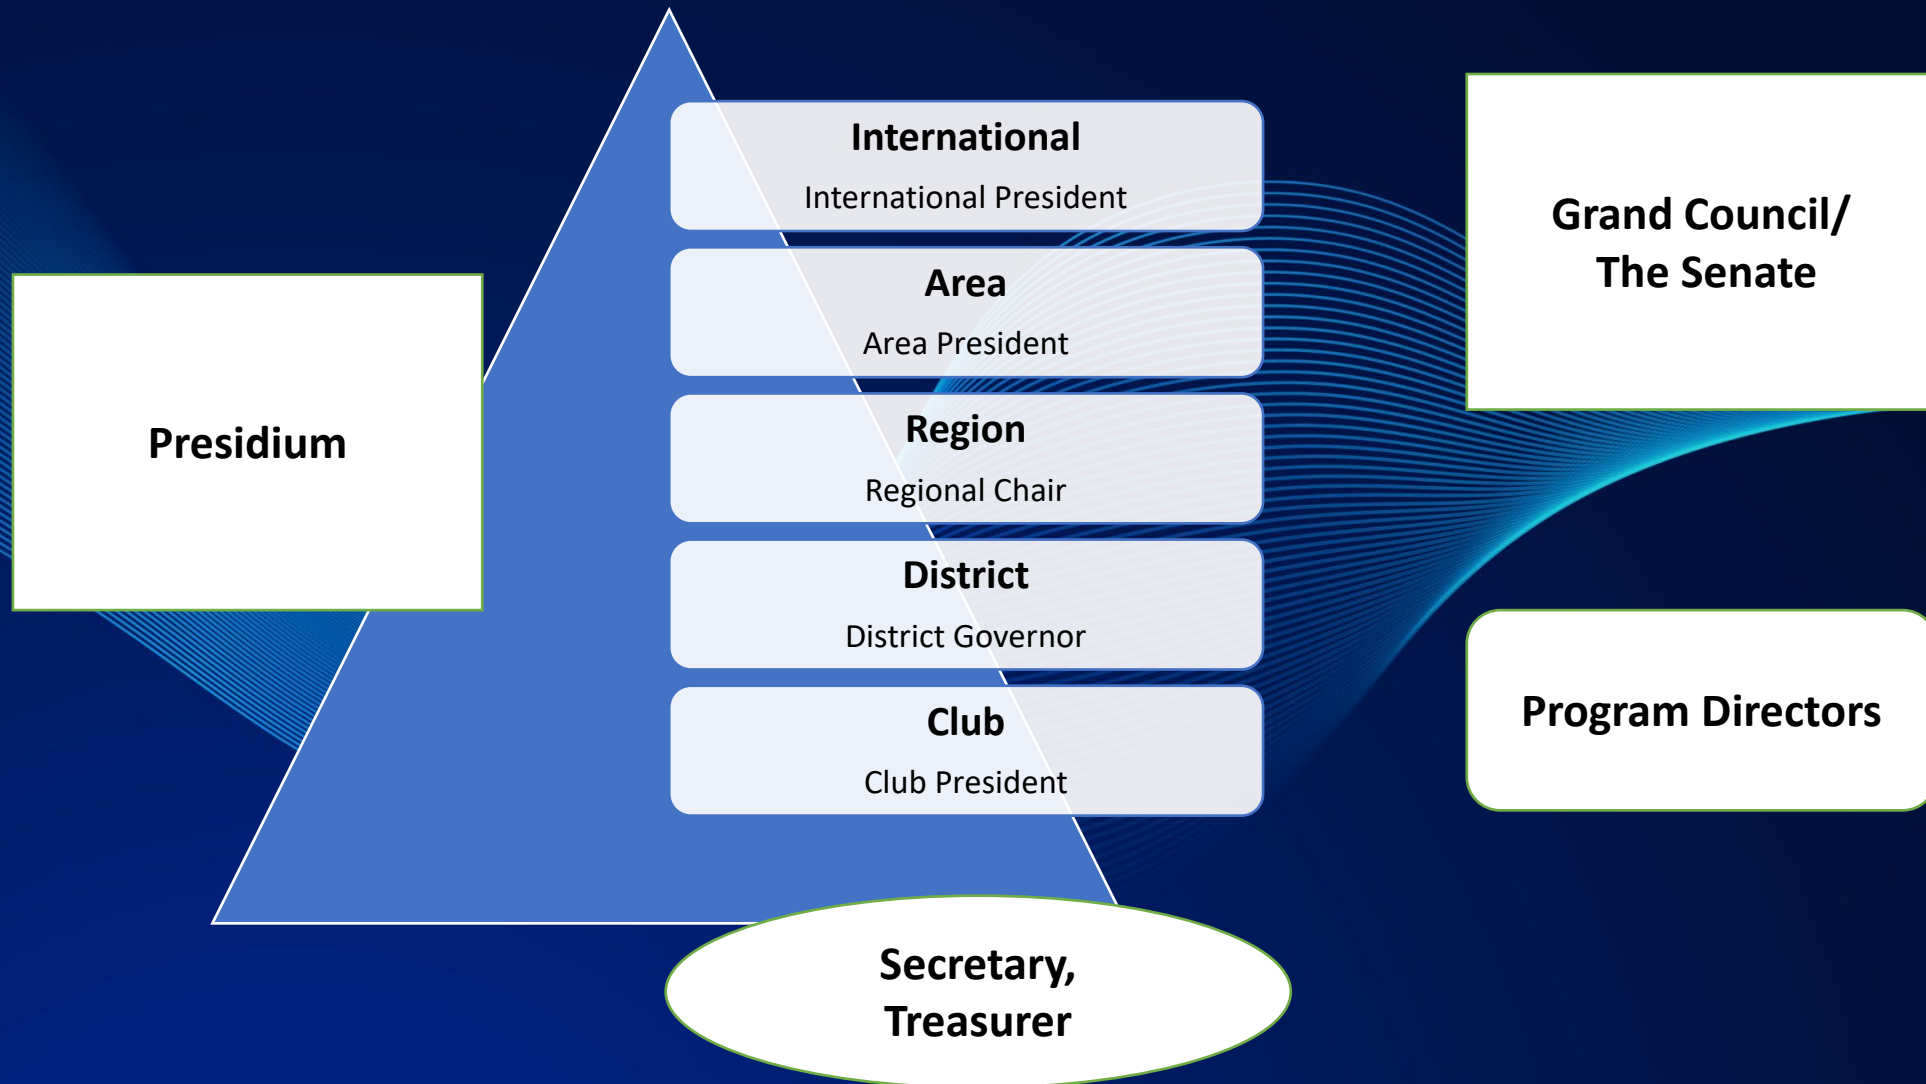 International
International President
Area
Area President
Region
Regional Chair
District
District Governor
Club
Club President
Presidium
Grand Council/
The Senate
Program Directors
Secretary,
Treasurer